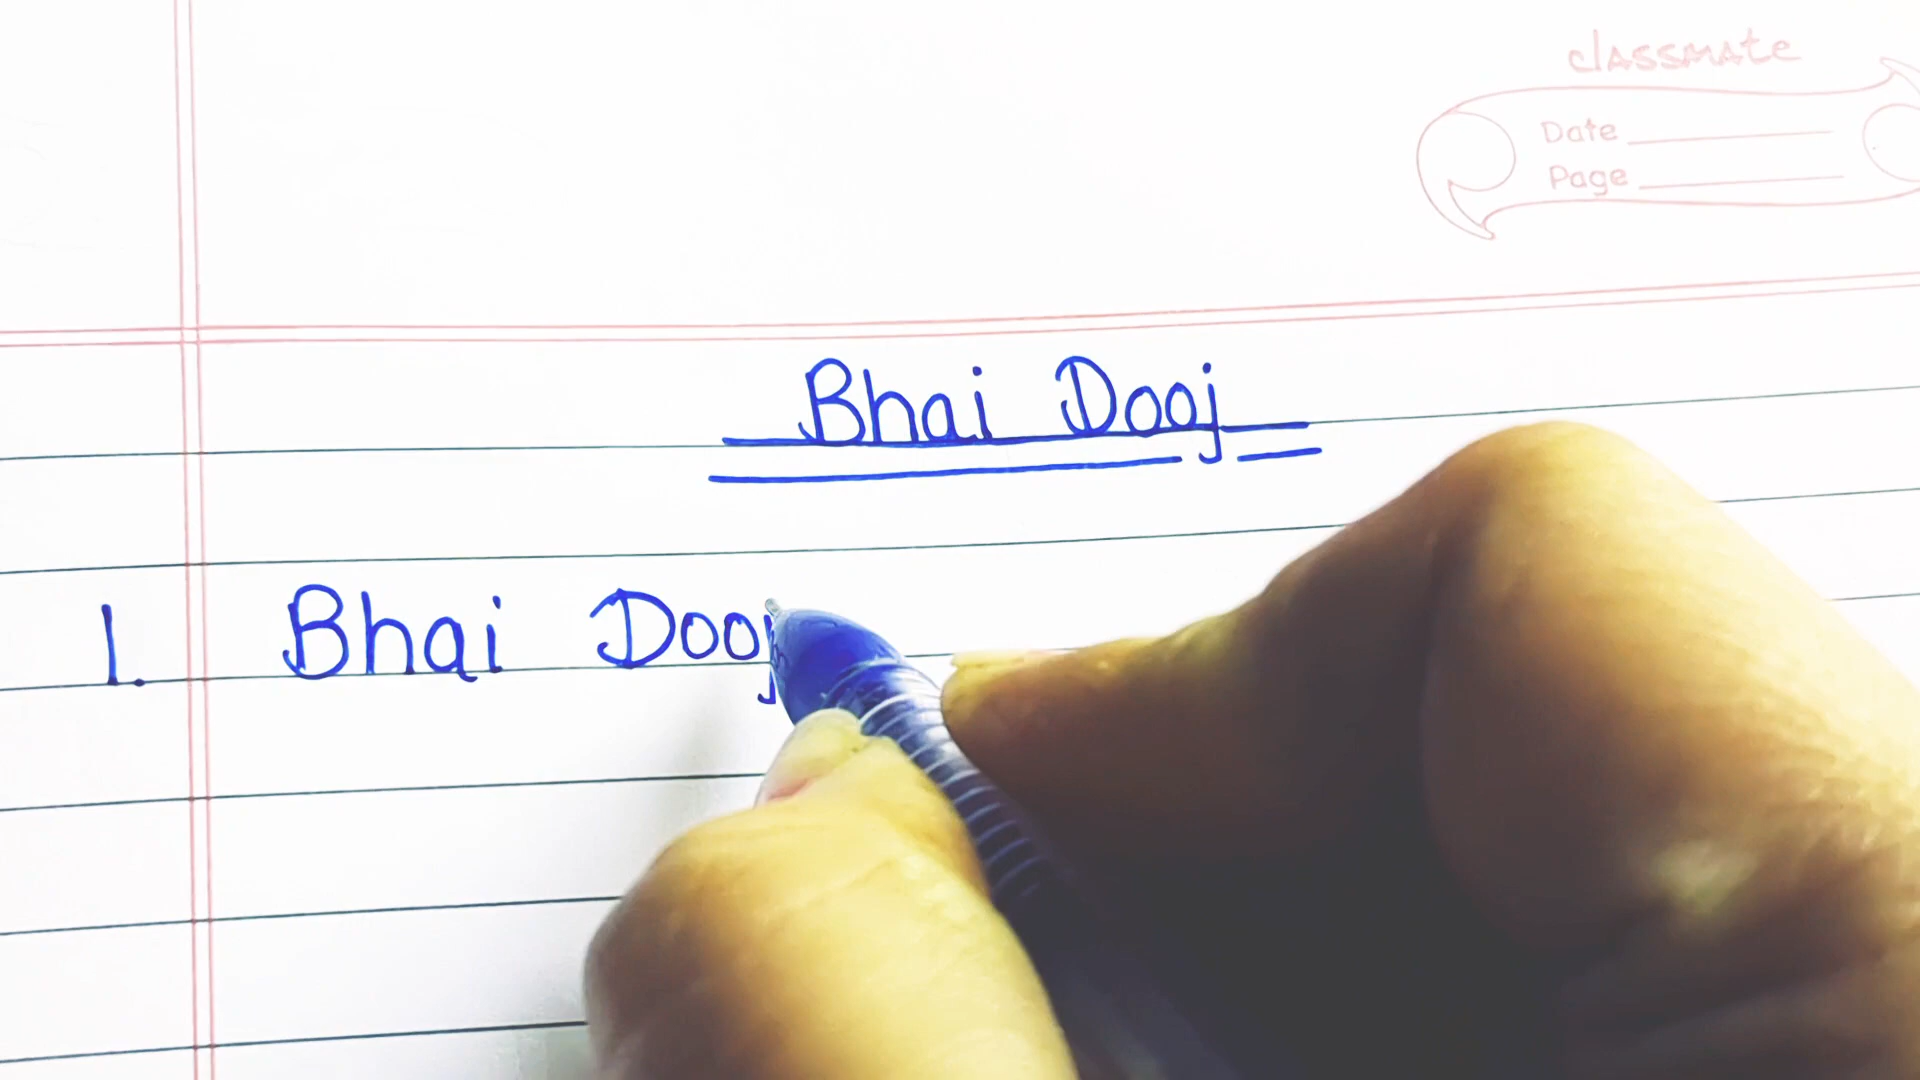 classmate
Date
Page
Bhai Dooj
1. Bhai Dooj